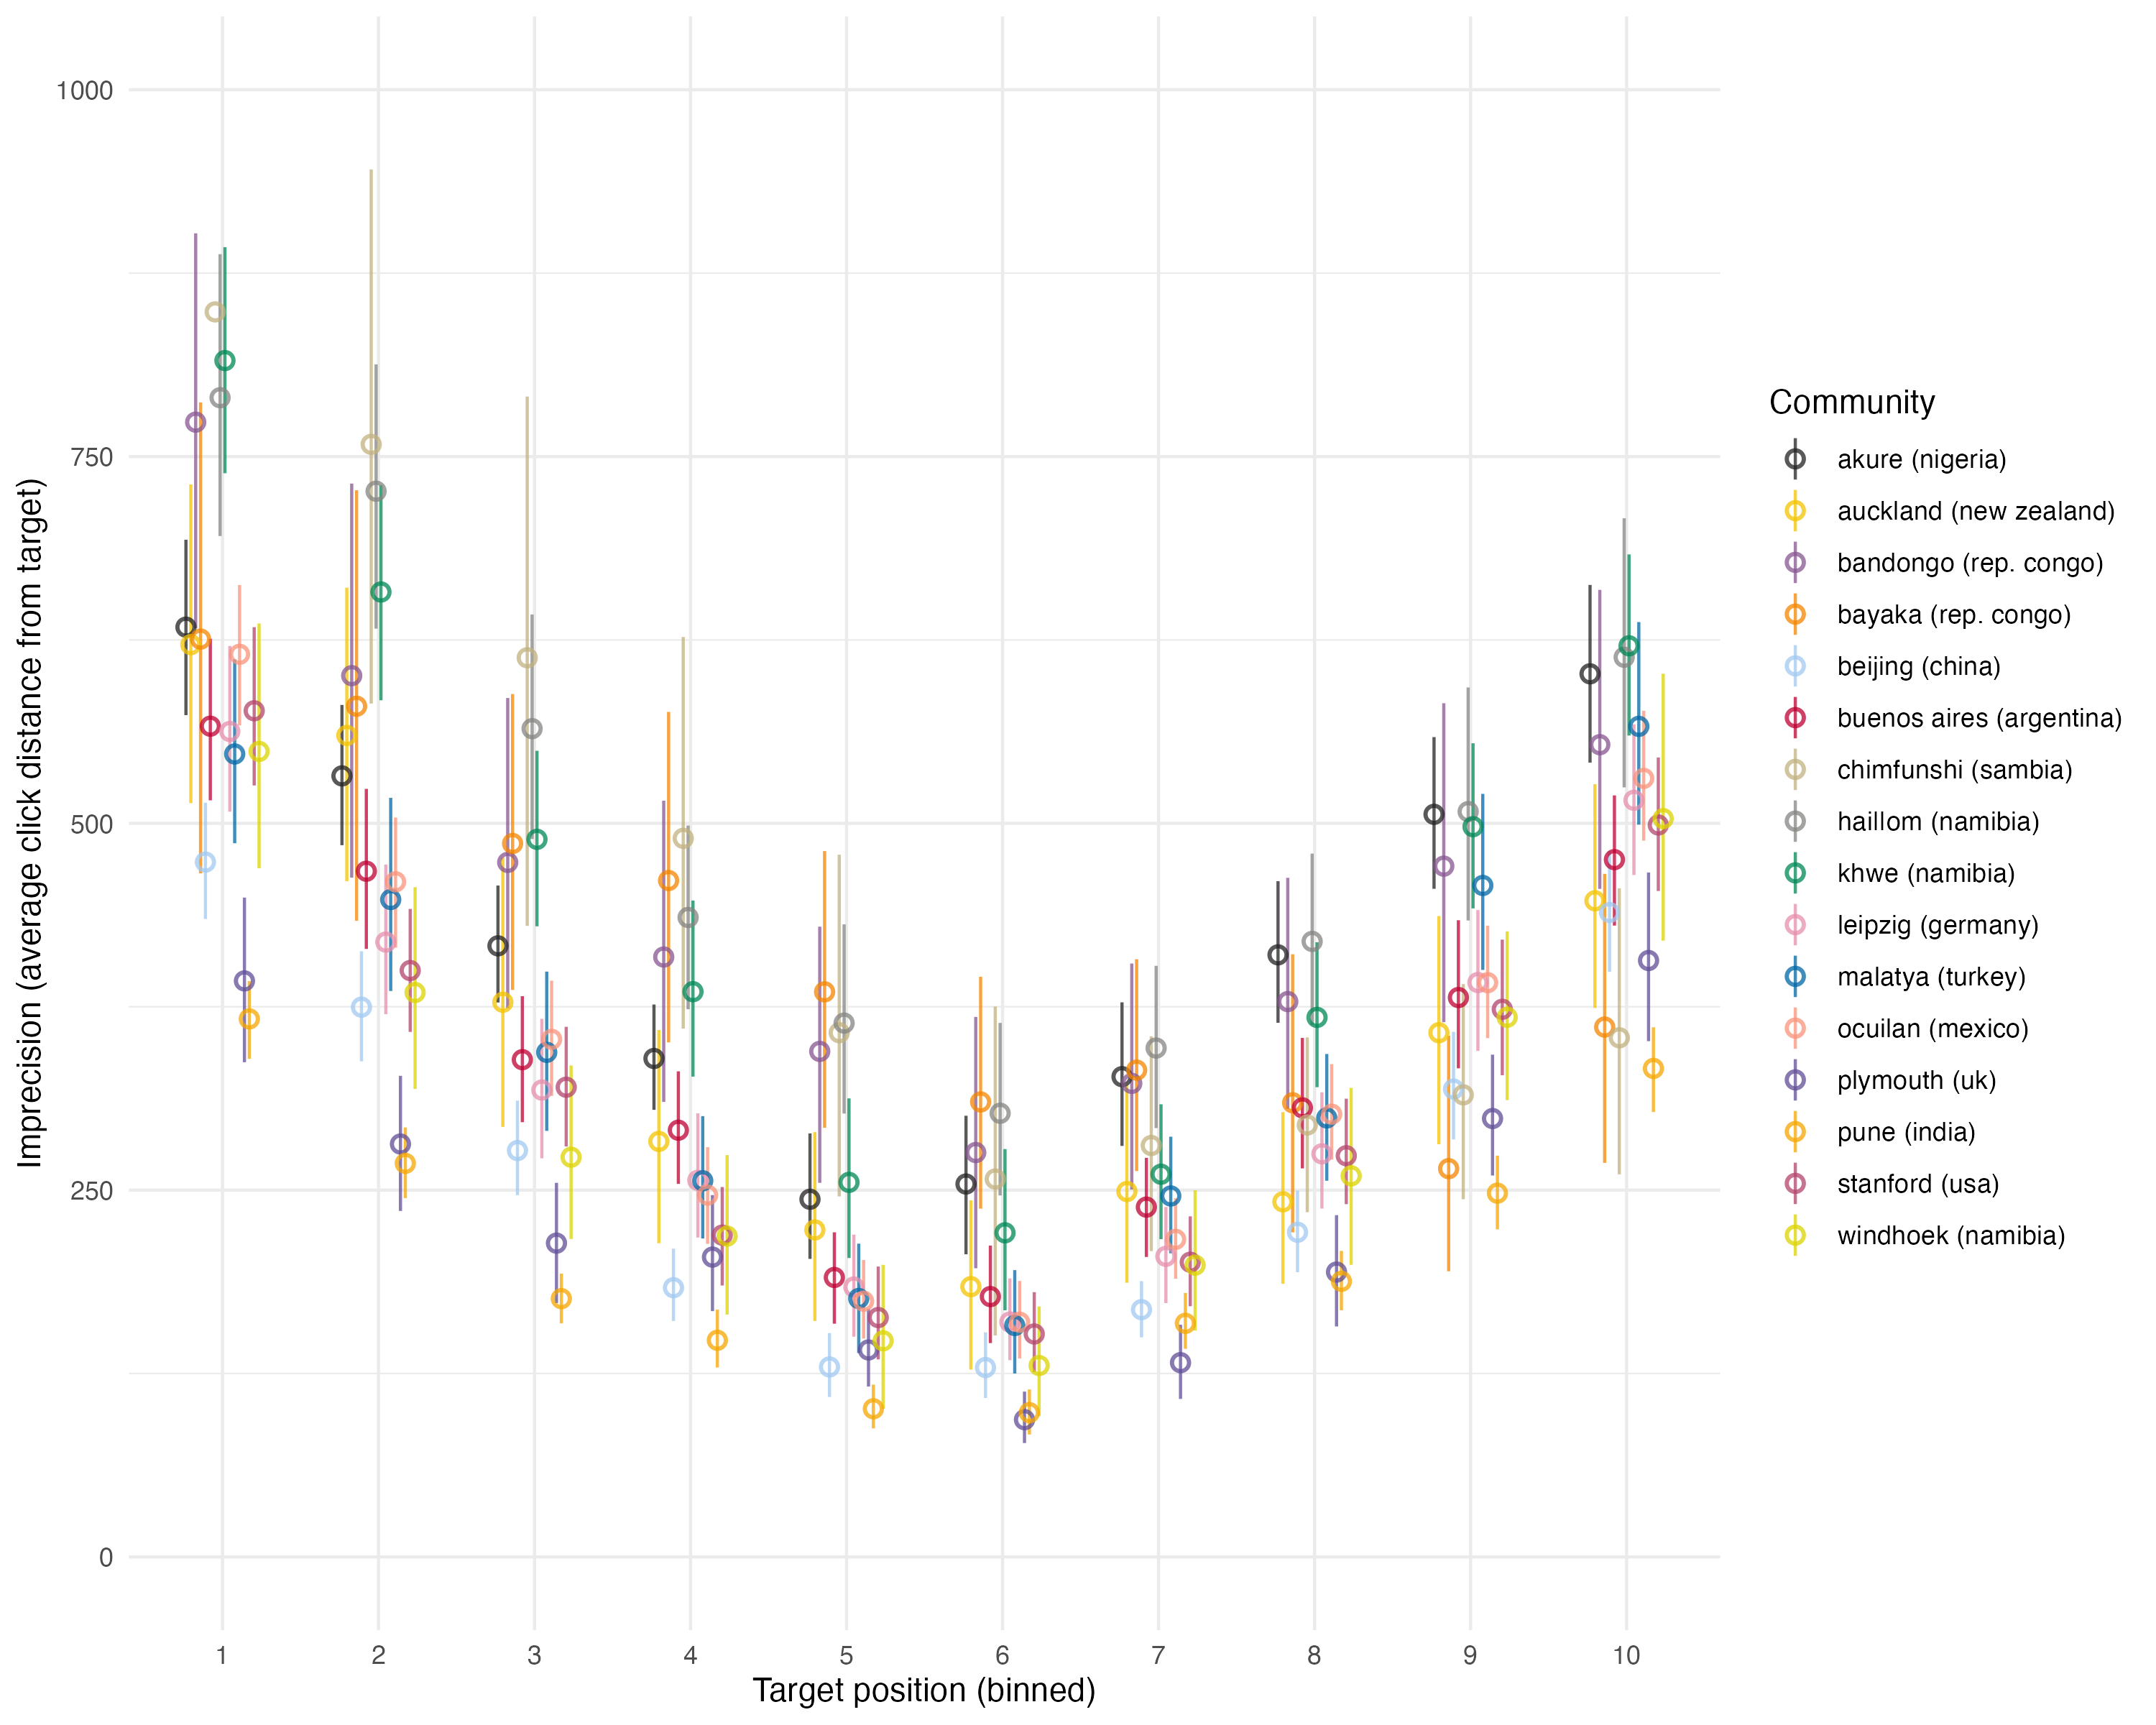 1000
750
500
250
0
Imprecision (average click distance from target)
1 2 3 4 5 6 7 8 9 10
Target position (binned)
Community
akure (nigeria)
auckland (new zealand)
bandongo (rep. congo)
bayaka (rep. congo)
beijing (china)
buenos aires (argentina)
chimfunshi (sambia)
haillom (namibia)
khwe (namibia)
leipzig (germany)
malatya (turkey)
ocuilan (mexico)
plymouth (uk)
pune (india)
stanford (usa)
windhoek (namibia)